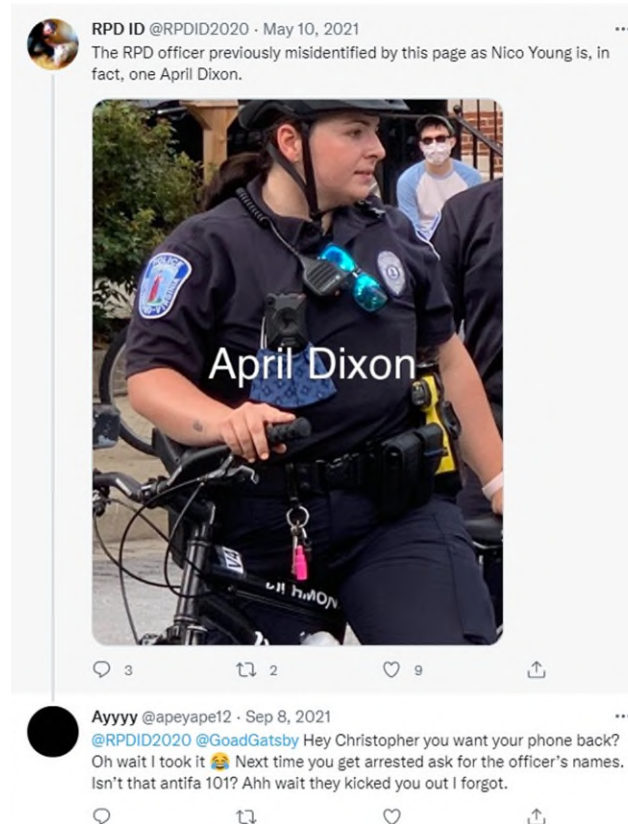 RPD ID @RPDID2020 · May 10, 2021
The RPD officer previously misidentified by this page as Nico Young is, in
fact, one April Dixon.
POLICE
April Dixon
3 2 9
Ayyyy @apeyape12 · Sep 8, 2021
@RPDID2020 @GoadGatsby Hey Christopher you want your phone back?
Oh wait I took it 😂 Next time you get arrested ask for the officer's names.
Isn't that antifa 101? Ahh wait they kicked you out I forgot.